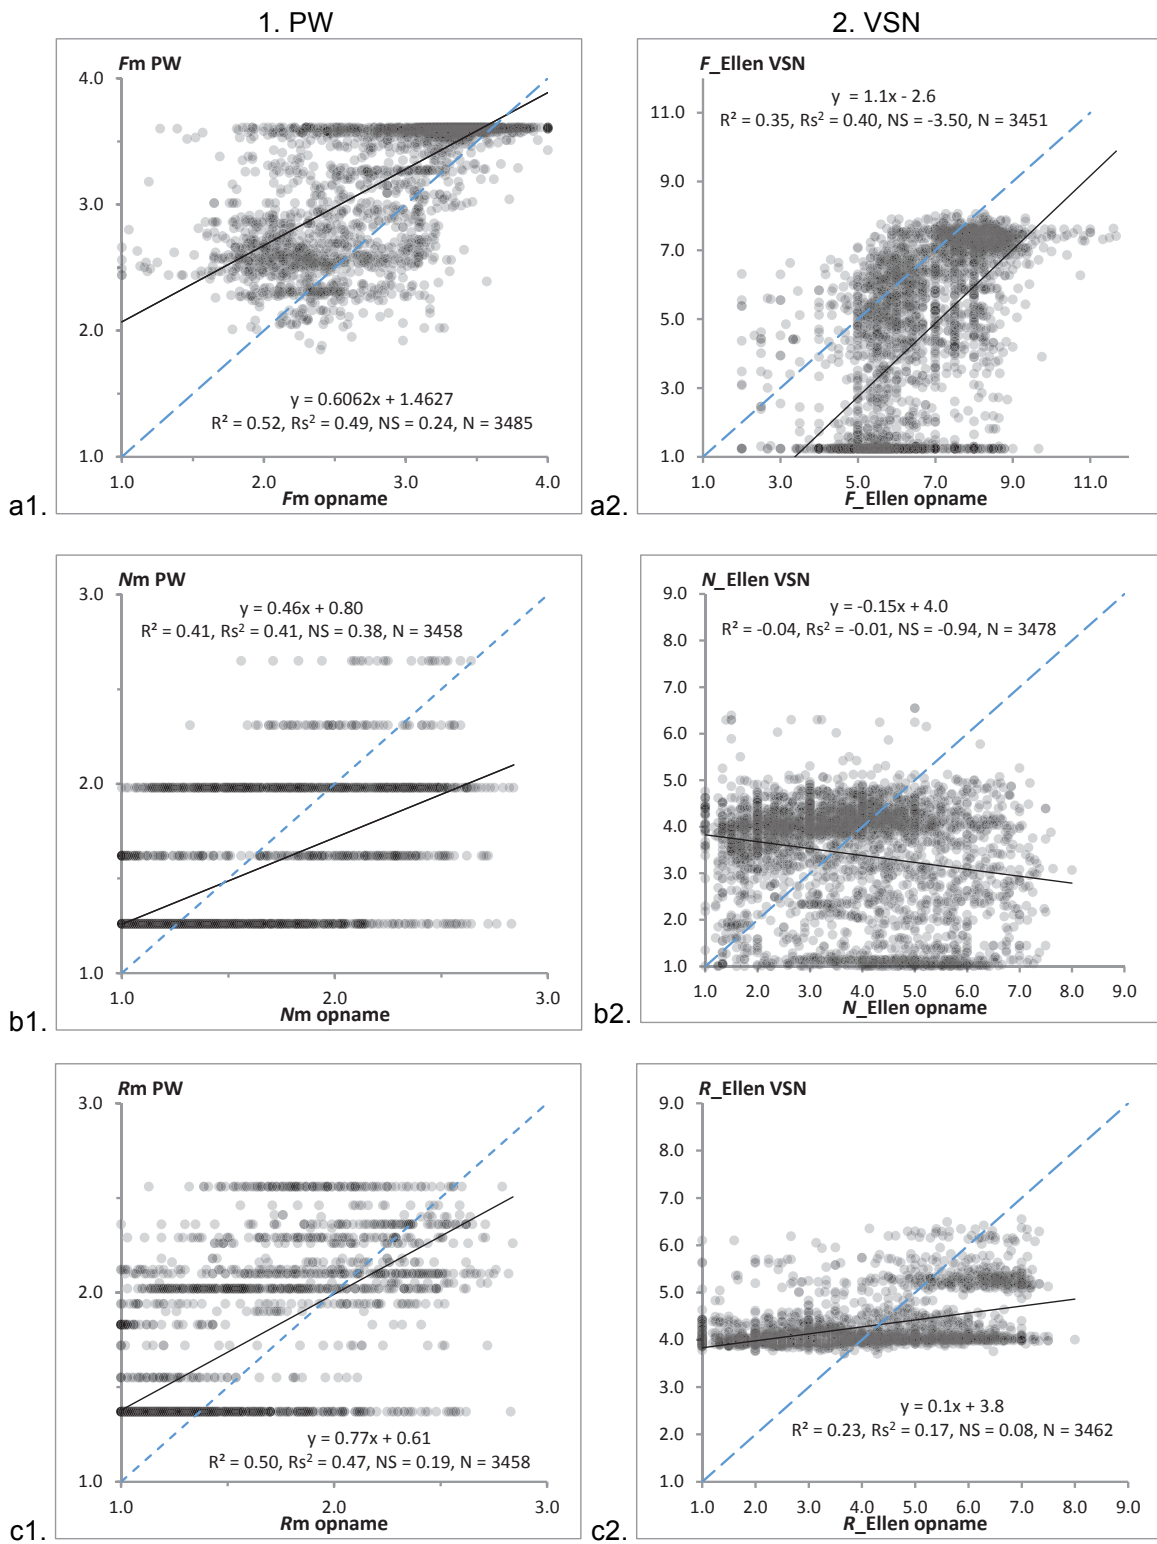 1. PW
2. VSN
Fm PW
4.0
3.0
2.0
1.0
y = 0.6062x + 1.4627
R² = 0.52, Rs² = 0.49, NS = 0.24, N = 3485
1.0 2.0 3.0 4.0
Fm opname
a1.
F_Ellen VSN
y = 1.1x - 2.6
R² = 0.35, Rs² = 0.40, NS = -3.50, N = 3451
11.0
9.0
7.0
5.0
3.0
1.0
1.0 3.0 5.0 7.0 9.0 11.0
F_Ellen opname
a2.
Nm PW
3.0
y = 0.46x + 0.80
R² = 0.41, Rs² = 0.41, NS = 0.38, N = 3458
2.0
1.0
1.0 2.0 3.0
Nm opname
b1.
N_Ellen VSN
9.0
y = -0.15x + 4.0
R² = -0.04, Rs² = -0.01, NS = -0.94, N = 3478
8.0
7.0
6.0
5.0
4.0
3.0
2.0
1.0
1.0 2.0 3.0 4.0 5.0 6.0 7.0 8.0 9.0
N_Ellen opname
b2.
Rm PW
3.0
2.0
1.0
y = 0.77x + 0.61
R² = 0.50, Rs² = 0.47, NS = 0.19, N = 3458
1.0 2.0 3.0
Rm opname
c1.
R_Ellen VSN
9.0
8.0
7.0
6.0
5.0
4.0
3.0
2.0
1.0
y = 0.1x + 3.8
R² = 0.23, Rs² = 0.17, NS = 0.08, N = 3462
1.0 2.0 3.0 4.0 5.0 6.0 7.0 8.0 9.0
R_Ellen opname
c2.